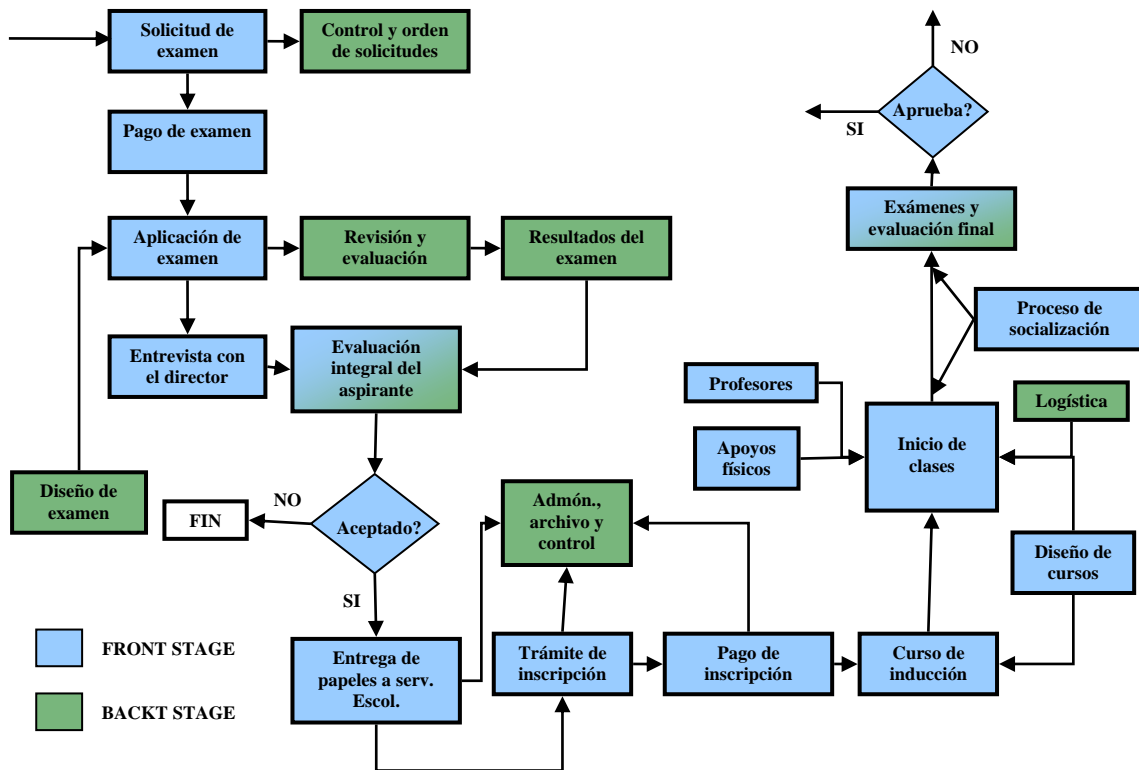 Solicitud de
examen
Control y orden
de solicitudes
NO
Aprueba?
SI
Pago de examen
Exámenes y
evaluación final
Aplicación de
examen
Revisión y
evaluación
Resultados del
examen
Proceso de
socialización
Entrevista con
el director
Evaluación
integral del
aspirante
Profesores
Logística
Apoyos
físicos
Inicio de
clases
Diseño de
examen
NO
FIN
Aceptado?
Admón.,
archivo y
control
Diseño de
cursos
SI
FRONT STAGE
Entrega de
papeles a serv.
Escol.
Trámite de
inscripción
Pago de
inscripción
Curso de
inducción
BACKT STAGE